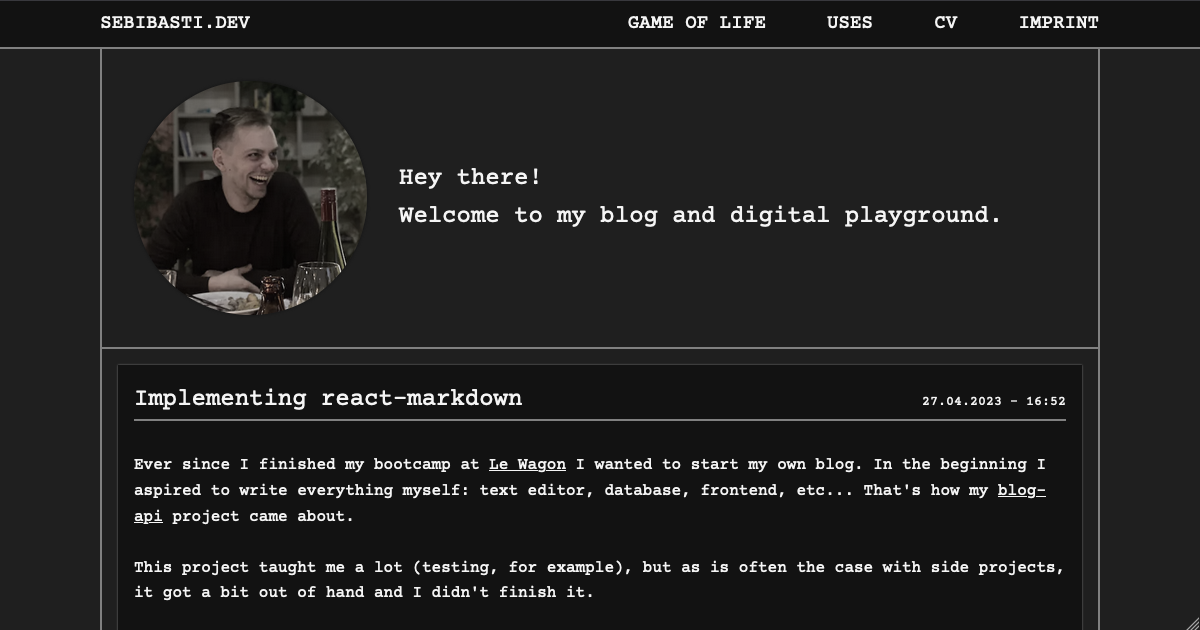 SEBIBASTI.DEV GAME OF LIFE USES CV IMPRINT
Hey there!
Welcome to my blog and digital playground.
Implementing react-markdown 27.04.2023 - 16:52
Ever since I finished my bootcamp at Le Wagon I wanted to start my own blog. In the beginning I
aspired to write everything myself: text editor, database, frontend, etc... That's how my blog-
api project came about.
This project taught me a lot (testing, for example), but as is often the case with side projects,
it got a bit out of hand and I didn't finish it.